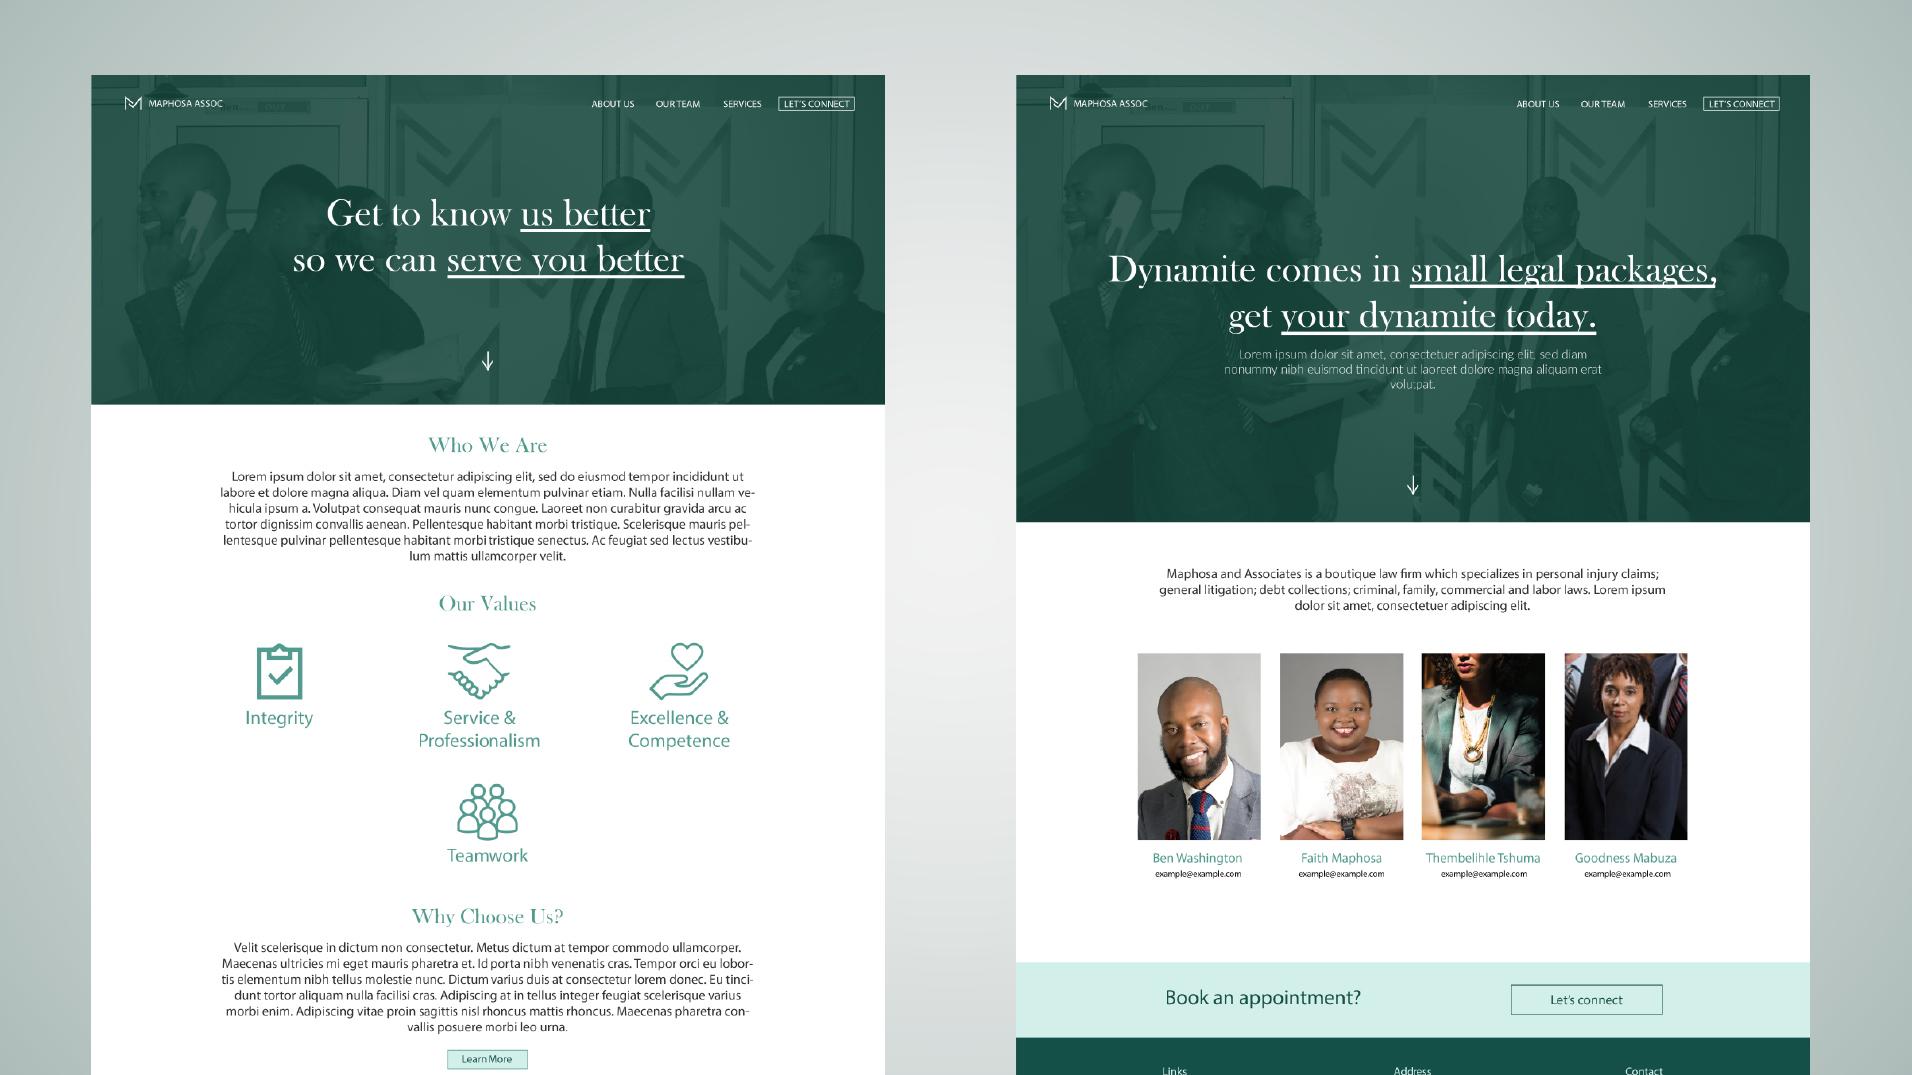 MAPHOSA ASSOC
ABOUT US
OUR TEAM
SERVICES
LET'S CONNECT
Get to know us better
so we can serve you better
Who We Are
Lorem ipsum dolor sit amet, consectetur adipiscing elit, sed do eiusmod tempor incididunt ut
labore et dolore magna aliqua. Diam vel quam elementum pulvinar etiam. Nulla facilisi nullam ve-
hicula ipsum a. Volutpat consequat mauris nunc congue. Laoreet non curabitur gravida arcu ac
tortor dignissim convallis aenean. Pellentesque habitant morbi tristique. Scelerisque mauris pel-
lentesque pulvinar pellentesque habitant morbi tristique senectus. Ac feugiat sed lectus vestibu-
lum mattis ullamcorper velit.
Our Values
Integrity
Service &
Professionalism
Excellence &
Competence
Teamwork
Why Choose Us?
Velit scelerisque in dictum non consectetur. Metus dictum at tempor commodo ullamcorper.
Maecenas ultricies mi eget mauris pharetra et. Id porta nibh venenatis cras. Tempor orci eu lobor-
tis elementum nibh tellus molestie nunc. Dictum varius duis at consectetur lorem donec. Eu tinci-
dunt tortor aliquam nulla facilisi cras. Adipiscing at in tellus integer feugiat scelerisque varius
morbi enim. Adipiscing vitae proin sagittis nisl rhoncus mattis rhoncus. Maecenas pharetra con-
vallis posuere morbi leo urna.
Learn More
MAPHOSA ASSOC
ABOUT US
OUR TEAM
SERVICES
LET'S CONNECT
Dynamite comes in small legal packages,
get your dynamite today.
Lorem ipsum dolor sit amet, consectetuer adipiscing elit, sed diam
nonummy nibh euismod tincidunt ut laoreet dolore magna aliquam erat
volutpat.
Maphosa and Associates is a boutique law firm which specializes in personal injury claims;
general litigation; debt collections; criminal, family, commercial and labor laws. Lorem ipsum
dolor sit amet, consectetuer adipiscing elit.
Ben Washington
example@example.com
Faith Maphosa
example@example.com
Thembelihle Tshuma
example@example.com
Goodness Mabuza
example@example.com
Book an appointment?
Let's connect
Links
Address
Contact